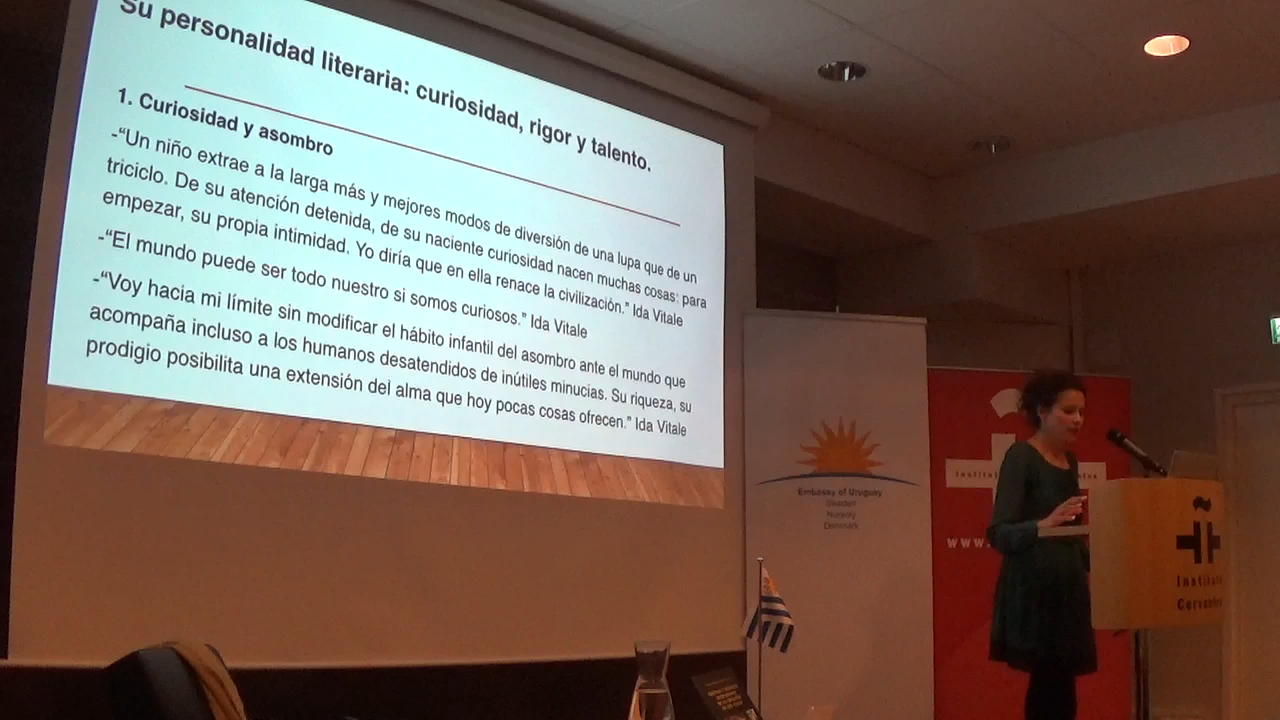 Su personalidad literaria: curiosidad, rigor y talento.
1. Curiosidad y asombro
-“Un niño extrae a la larga más y mejores modos de diversión de una lupa que de un
triciclo. De su atención detenida, de su naciente curiosidad nacen muchas cosas: para
empezar, su propia intimidad. Yo diría que en ella renace la civilización.” Ida Vitale
-“El mundo puede ser todo nuestro si somos curiosos.” Ida Vitale
-“Voy hacia mi límite sin modificar el hábito infantil del asombro ante el mundo que
acompaña incluso a los humanos desatendidos de inútiles minucias. Su riqueza, su
prodigio posibilita una extensión del alma que hoy pocas cosas ofrecen.” Ida Vitale
Embassy of Uruguay
Sweden
Norway
Denmark
www.
Instituto
Cervantes